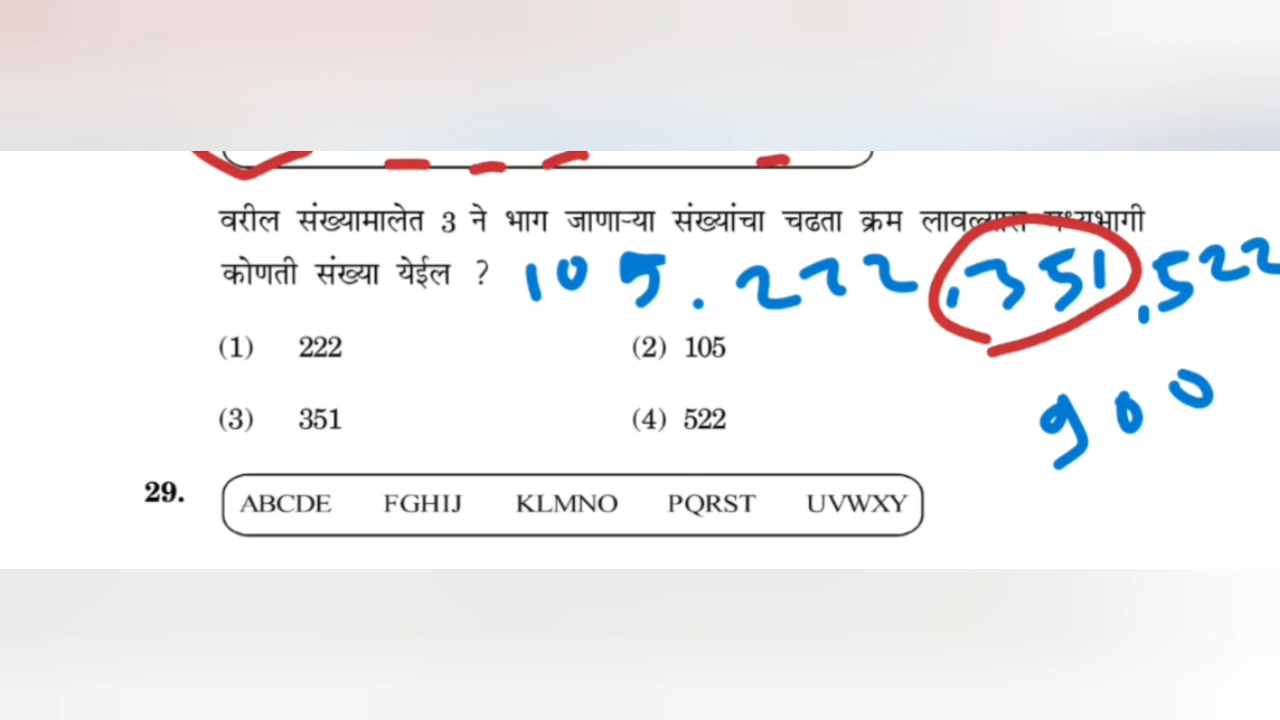 वरील संख्यामालेत 3 ने भाग जाणाऱ्या संख्यांचा चढता क्रम लावल्यास मध्यभागी
कोणती संख्या येईल ? 105 . 222 , 351 , 522
900
(1) 222 (2) 105
(3) 351 (4) 522
29. ABCDE FGHIJ KLMNO PQRST UVWXY